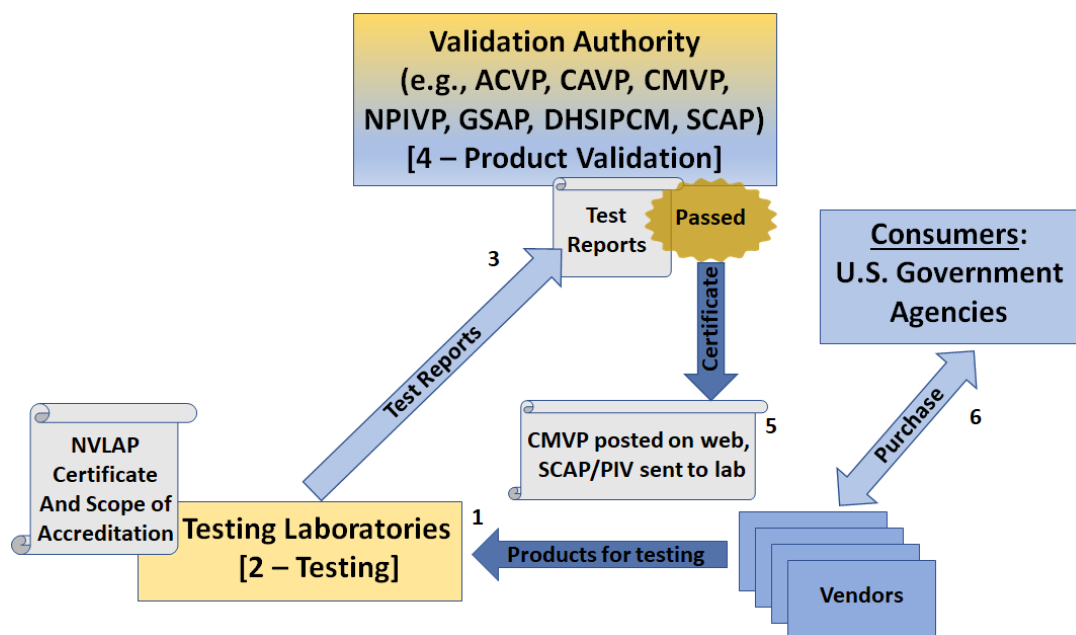 Validation Authority
(e.g., ACVP, CAVP, CMVP,
NPIVP, GSAP, DHSIPCM, SCAP)
[4 – Product Validation]
Test
Reports
Passed
3
Test Reports
Certificate
Consumers:
U.S. Government
Agencies
Purchase
6
CMVP posted on web,
SCAP/PIV sent to lab
5
NVLAP
Certificate
And Scope of
Accreditation
Testing Laboratories
[2 – Testing]
1
Products for testing
Vendors